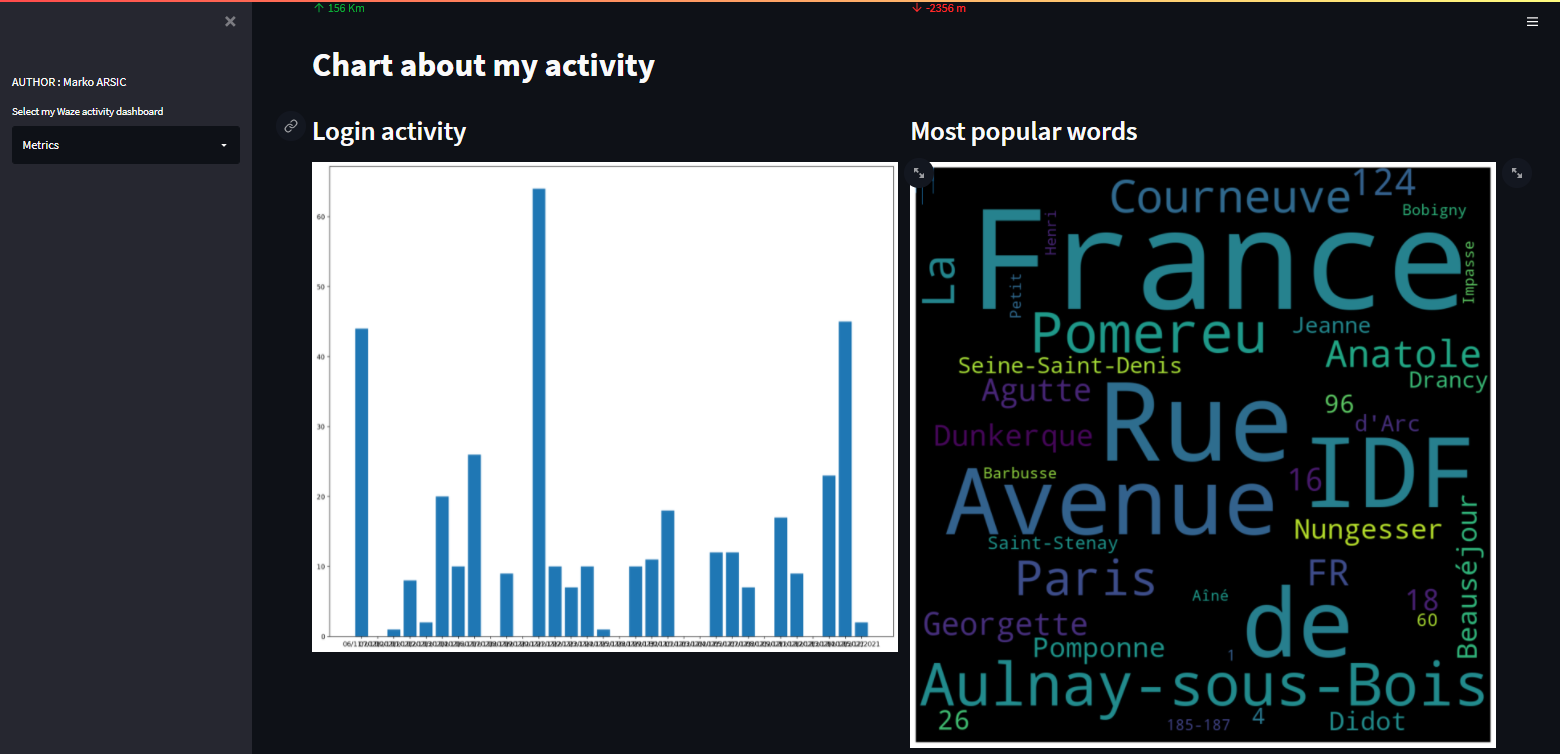 ↑ 156 Km
↓ -2356 m
AUTHOR : Marko ARSIC
Select my Waze activity dashboard
Metrics
Chart about my activity
Login activity
60
50
40
30
20
10
0
Most popular words
Courneuve
124
Bobigny
France
Henri
La
Petit
Impasse
Pomereu
Jeanne
Anatole
Seine-Saint-Denis
Drancy
Agutte
Rue
96
d'Arc
Dunkerque
IDF
Barbusse
16
Avenue
Nungesser
Saint-Stenay
Beauséjour
Paris
FR
Aîné
18
de
60
Georgette
Pomponne
1
Aulnay-sous-Bois
26
185-187
4
Didot